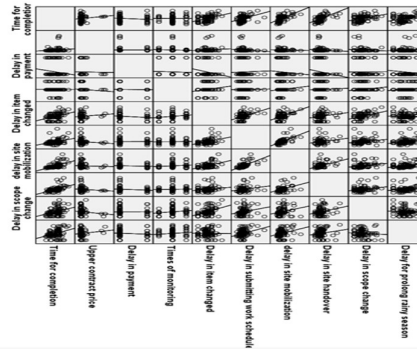 Time for
completion
Delay in
payment
Delay in item
changed
delay in site
mobilization
Delay in scope
change
Time for completion
Upper contract price
Delay in payment
Times of monitoring
Delay in item changed
Delay in submitting work schedule
delay in site mobilization
Delay in site handover
Delay in scope change
Delay for prolong rainy season